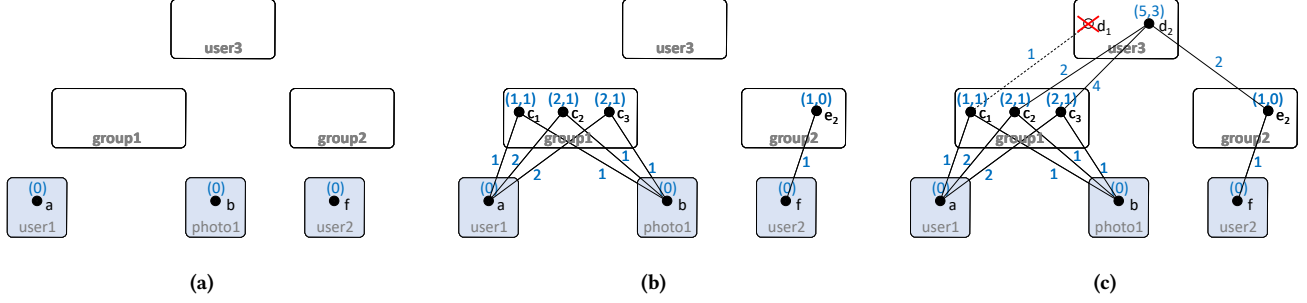 user3
group1
group2
(0)
a
user1
(0)
b
photo1
(0)
f
user2
(a)
user3
(1,1)
(2,1)
(2,1)
c1
c2
c3
group1
(1,0)
e2
group2
1
2
2
1
1
1
1
(0)
a
user1
(0)
b
photo1
(0)
f
user2
(b)
(5,3)
d1
d2
user3
1
2
4
2
(1,1)
(2,1)
(2,1)
c1
c2
c3
group1
(1,0)
e2
group2
1
2
2
1
1
1
1
(0)
a
user1
(0)
b
photo1
(0)
f
user2
(c)